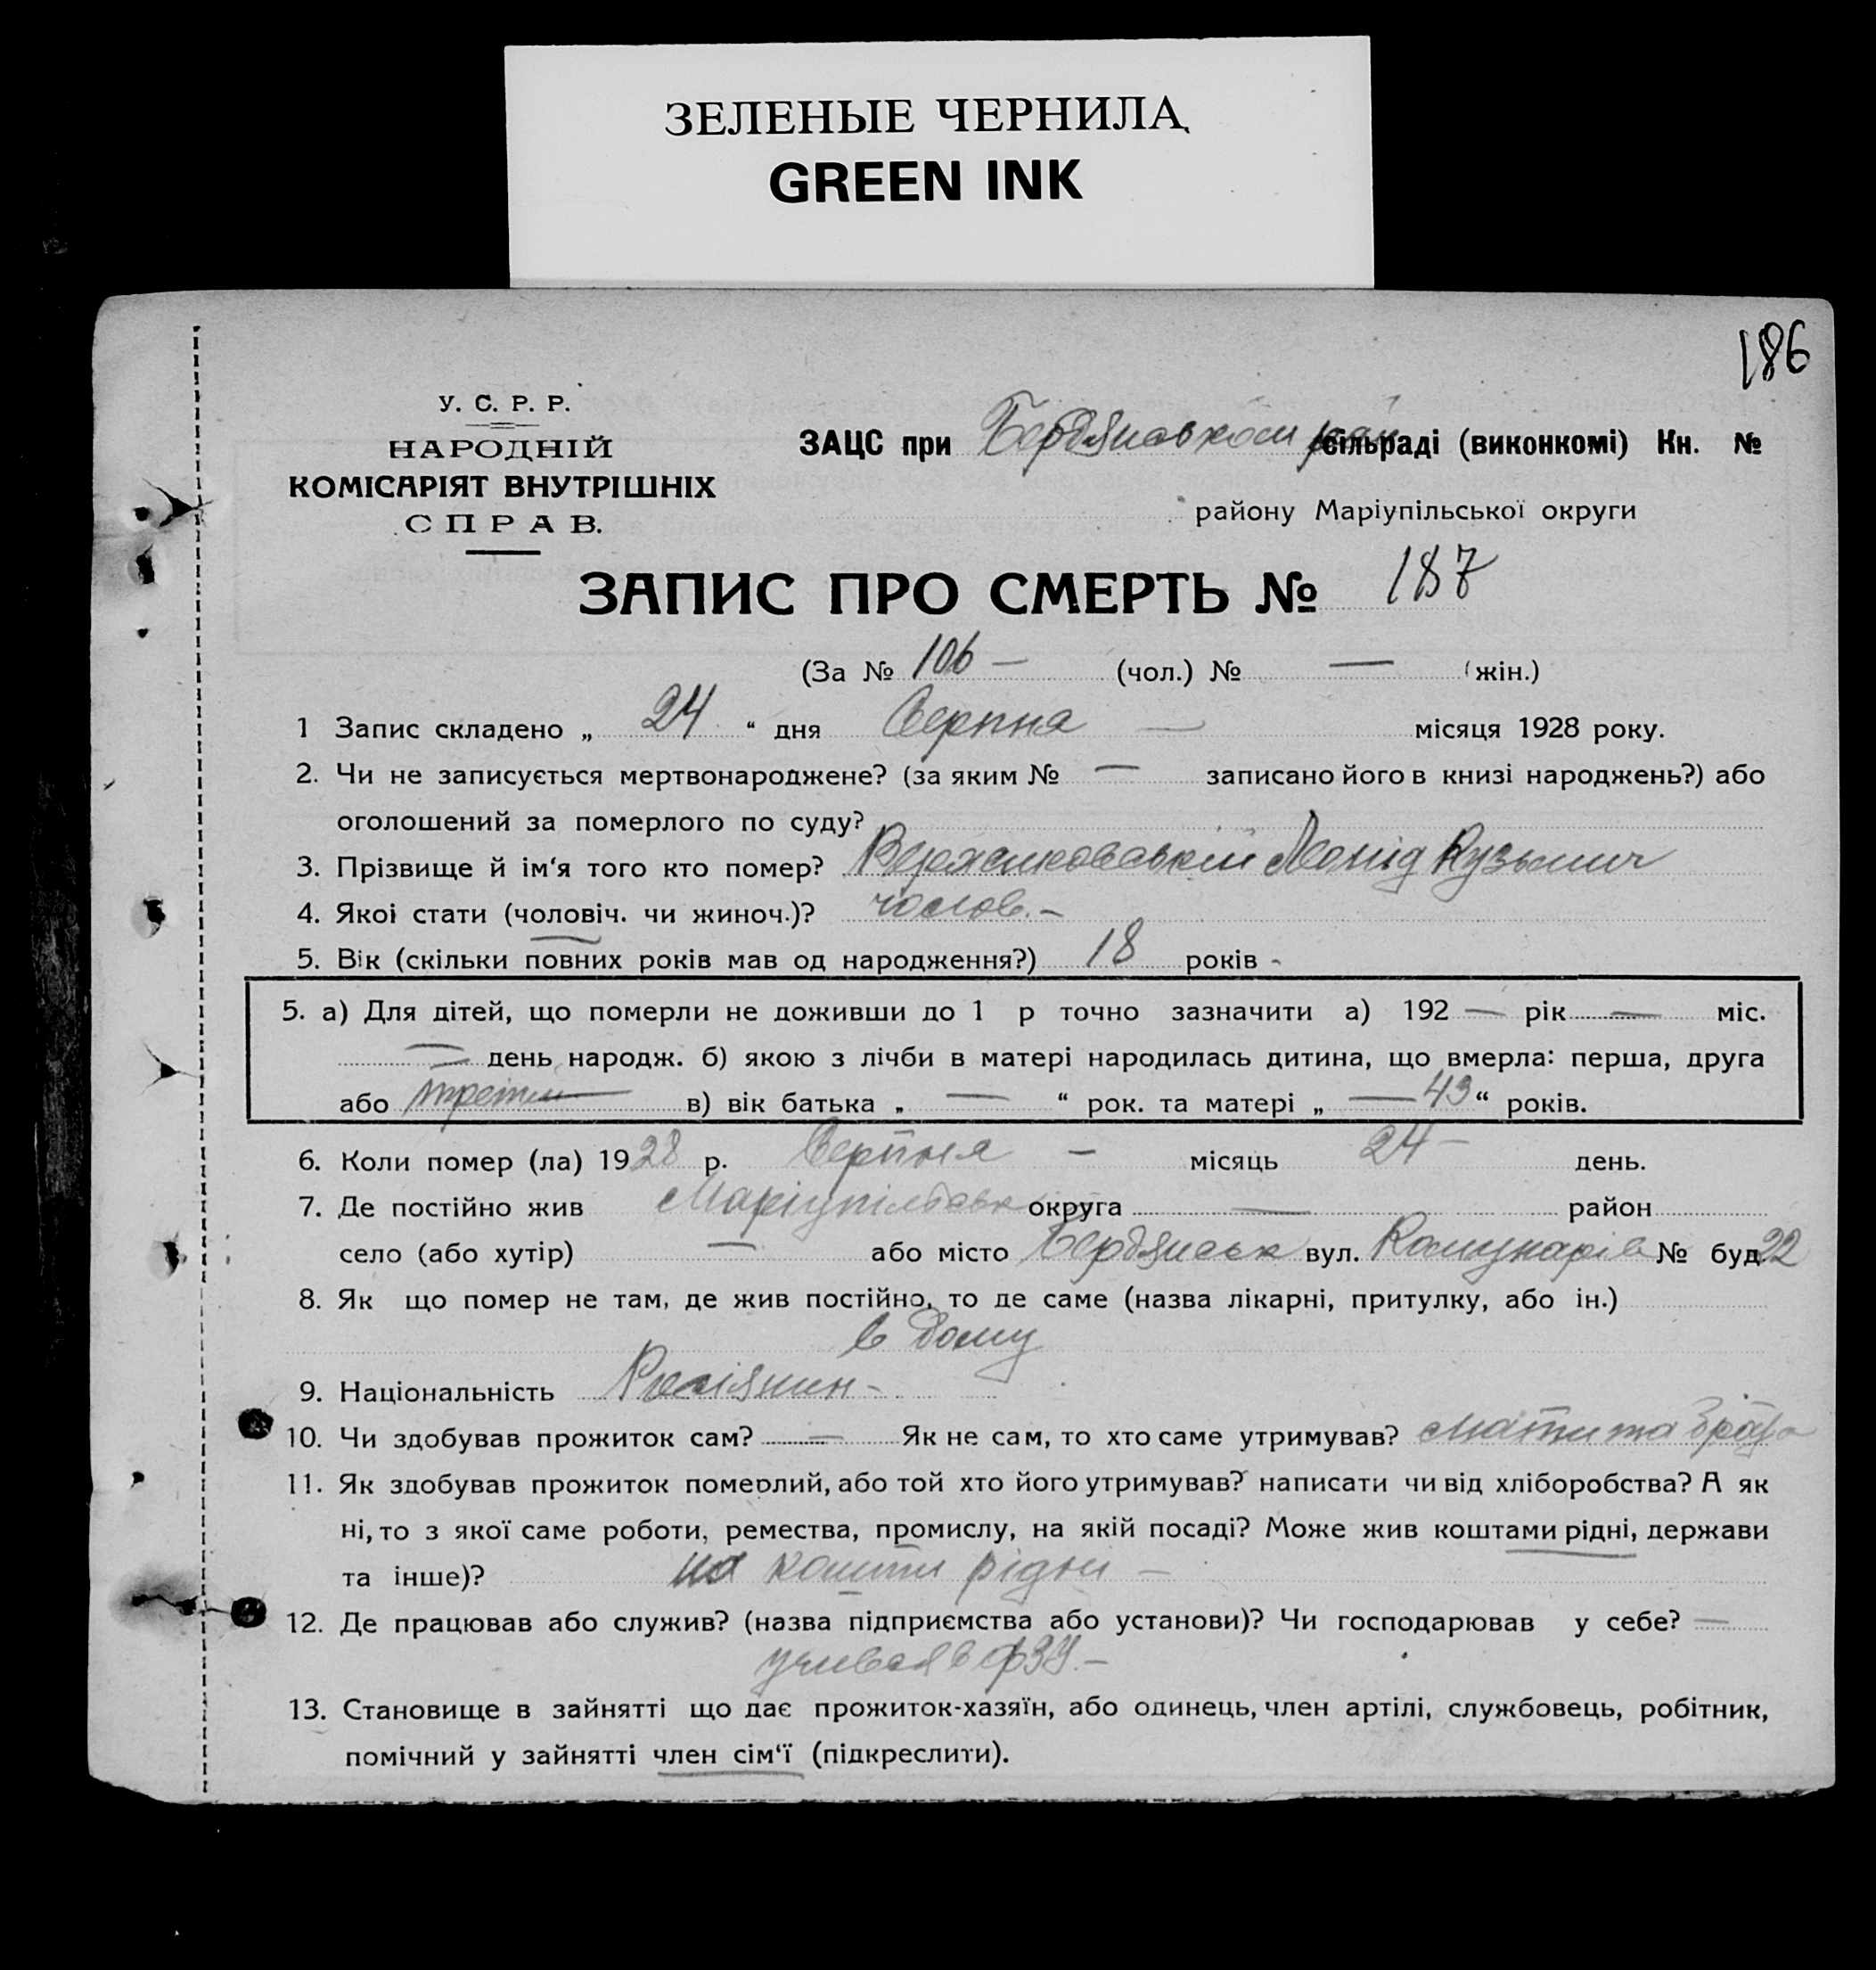 ЗЕЛЕНЫЕ ЧЕРНИЛА
GREEN INK
186
У. С. Р. Р.
НАРОДНІЙ
КОМІСАРІЯТ ВНУТРІШНІХ
СПРАВ.
ЗАЦС при Бердянськом рай сільраді (виконкомі) Кн. №
району Маріупільської округи
ЗАПИС ПРО СМЕРТЬ № 187
(За № 106 — (чол.) № — (жін.)
1 Запис складено „ 24 “ дня Серпня — місяця 1928 року.
2. Чи не записується мертвонароджене? (за яким № — записано його в книзі народжень?) або
оголошений за померлого по суду?
3. Прізвище й ім‘я того кто помер? Леонід Кузьмич
4. Якоі стати (чоловіч. чи жиноч.)? чолов. –
5. Вік (скільки повних років мав од народження?) 18 років -
5. а) Для дітей, що померли не доживши до 1 р точно зазначити а) 192 — рік — міс.
— день народж. б) якою з лічби в матері народилась дитина, що вмерла: перша, друга
або в) вік батька „ — “ рок. та матері „ — 43 “ років.
6. Коли помер (ла) 1928 р. Серпня – місяць 24 – день.
7. Де постійно жив Маріупільськ округа — район
село (або хутір) — або місто Бердянськ вул. Комунарів № буд. 22
8. Як що помер не там, де жив постійно, то де саме (назва лікарні, притулку, або ін.)
в дому
9. Національність Росіянин -
10. Чи здобував прожиток сам? — Як не сам, то хто саме утримував? мати та брат
11. Як здобував прожиток померлий, або той хто його утримував? написати чи від хліборобства? А як
ні, то з якої саме роботи, ремества, промислу, на якій посаді? Може жив коштами рідні, держави
та інше)? на кошти рідни –
12. Де працював або служив? (назва підприємства або установи)? Чи господарював у себе? —
учився в ФЗУ. –
13. Становище в зайнятті що дає прожиток-хазяїн, або одинець, член артілі, службовець, робітник,
помічний у зайнятті член сім‘ї (підкреслити).